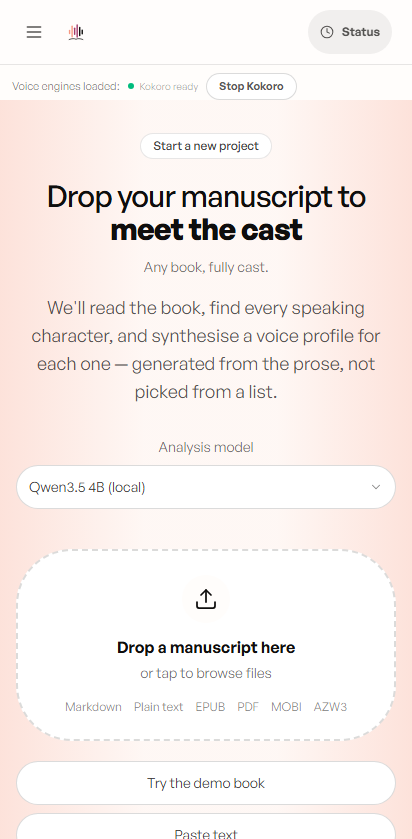 Status
Voice engines loaded: Kokoro ready Stop Kokoro
Start a new project
Drop your manuscript to
meet the cast
Any book, fully cast.
We'll read the book, find every speaking
character, and synthesise a voice profile for
each one — generated from the prose, not
picked from a list.
Analysis model
Qwen3.5 4B (local)
Drop a manuscript here
or tap to browse files
Markdown Plain text EPUB PDF MOBI AZW3
Try the demo book
Paste text